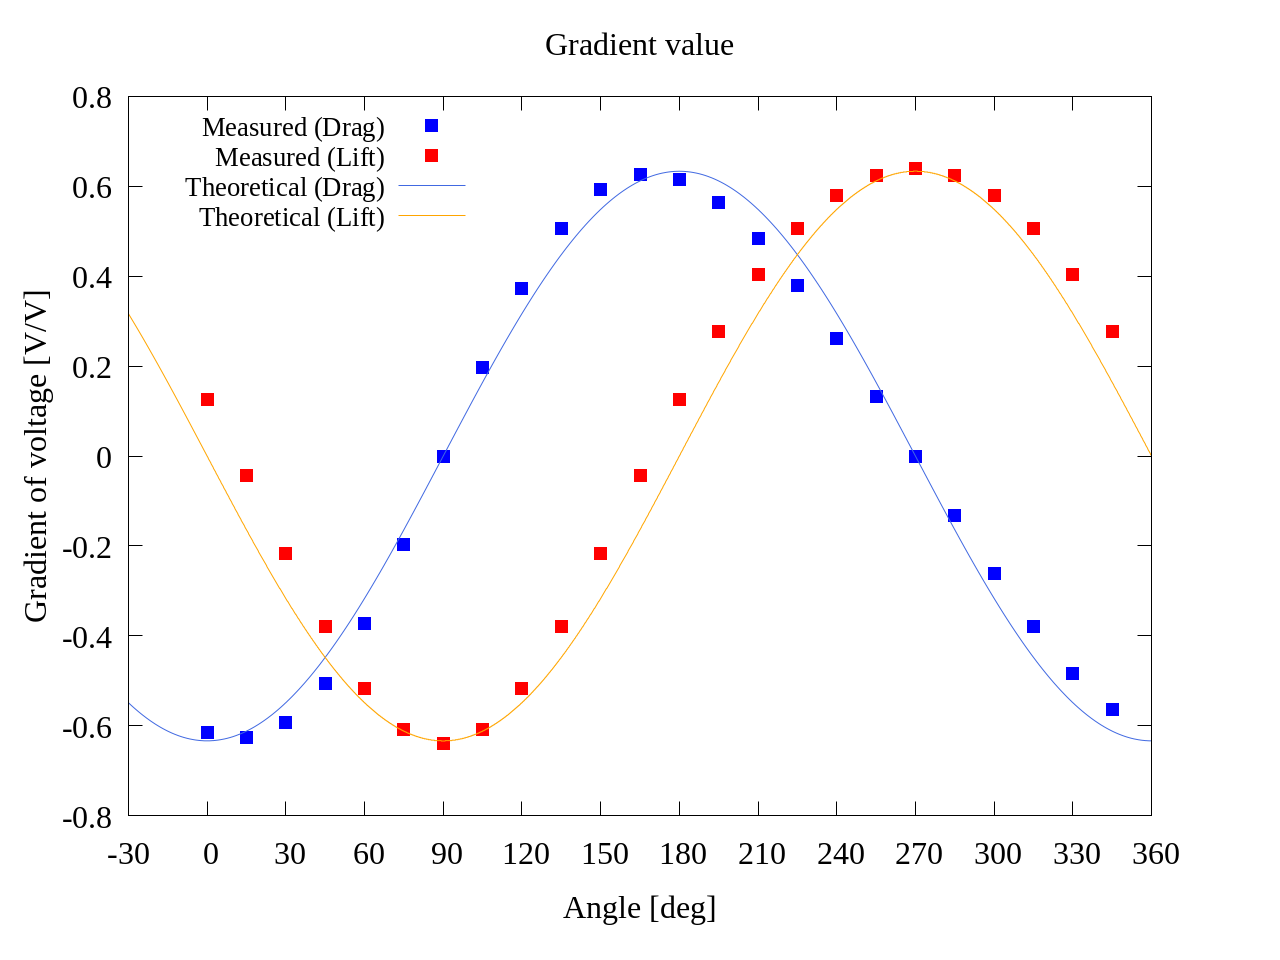 Gradient value
0.8
0.6
0.4
0.2
0
-0.2
-0.4
-0.6
-0.8
Gradient of voltage [V/V]
Measured (Drag)
Measured (Lift)
Theoretical (Drag)
Theoretical (Lift)
-30 0 30 60 90 120 150 180 210 240 270 300 330 360
Angle [deg]